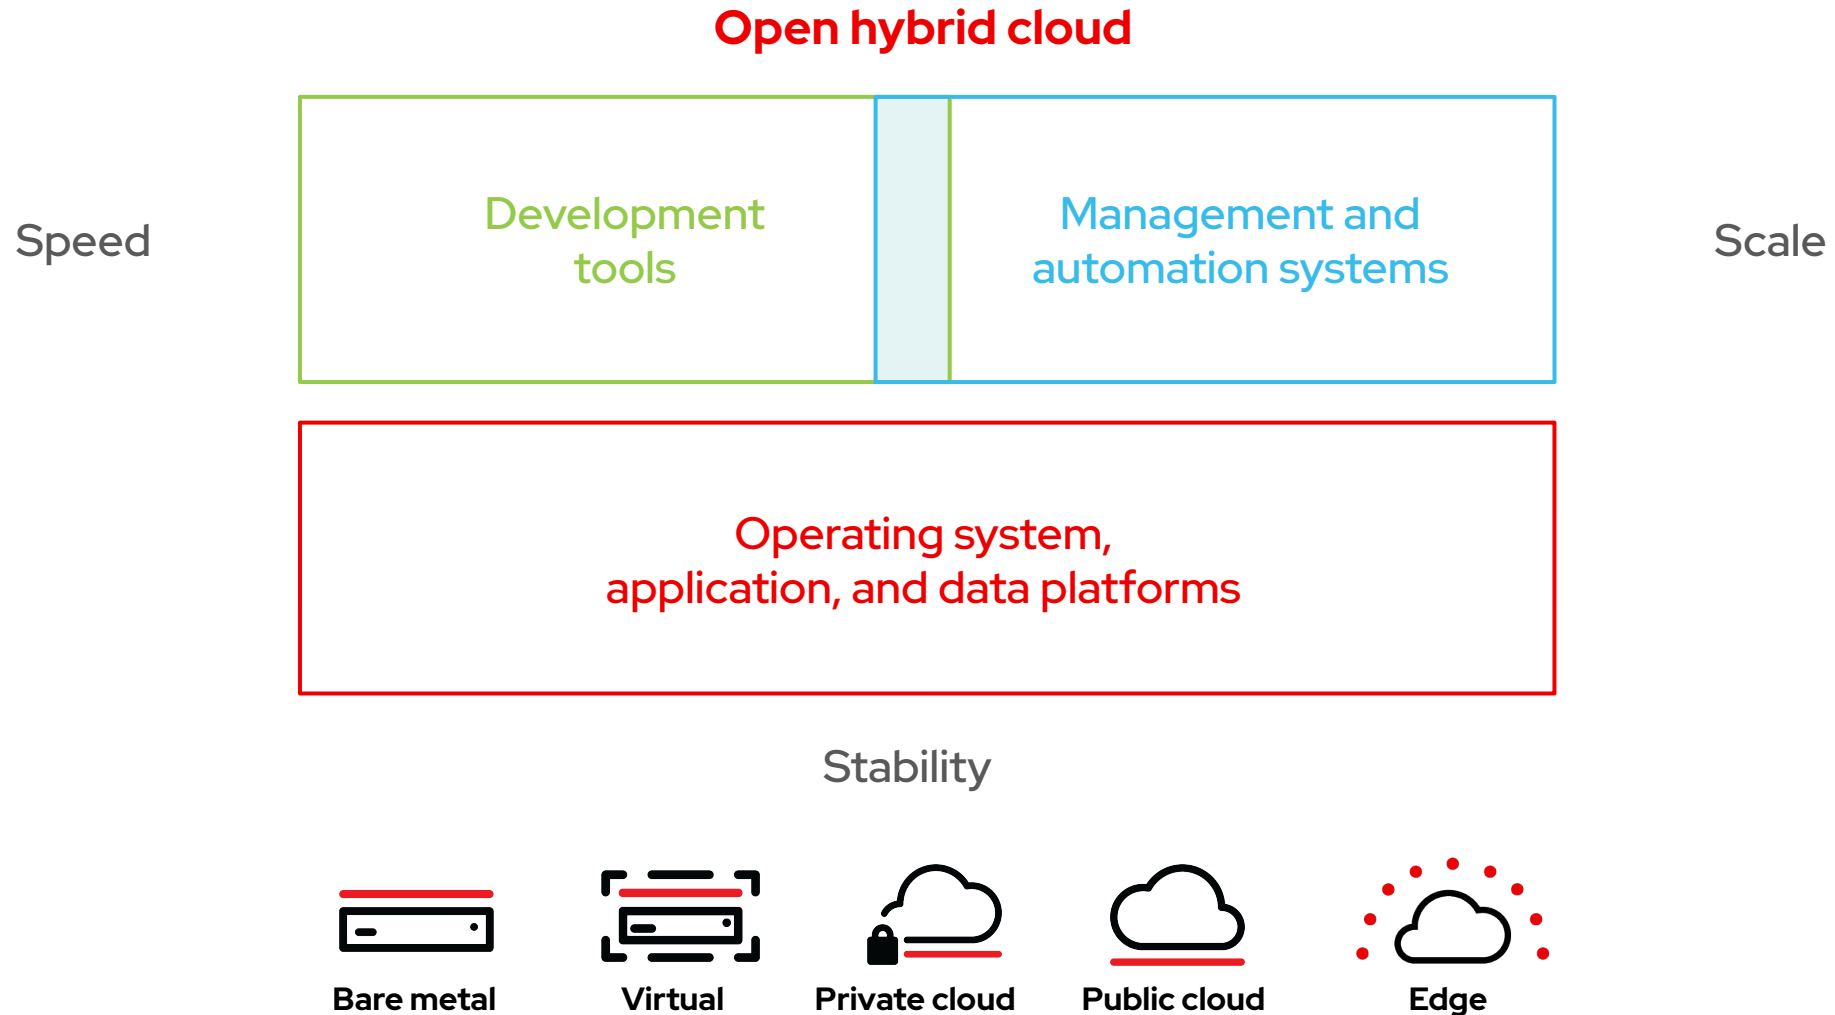 Open hybrid cloud
Speed
Development
tools
Management and
automation systems
Scale
Operating system,
application, and data platforms
Stability
Bare metal
Virtual
Private cloud
Public cloud
Edge